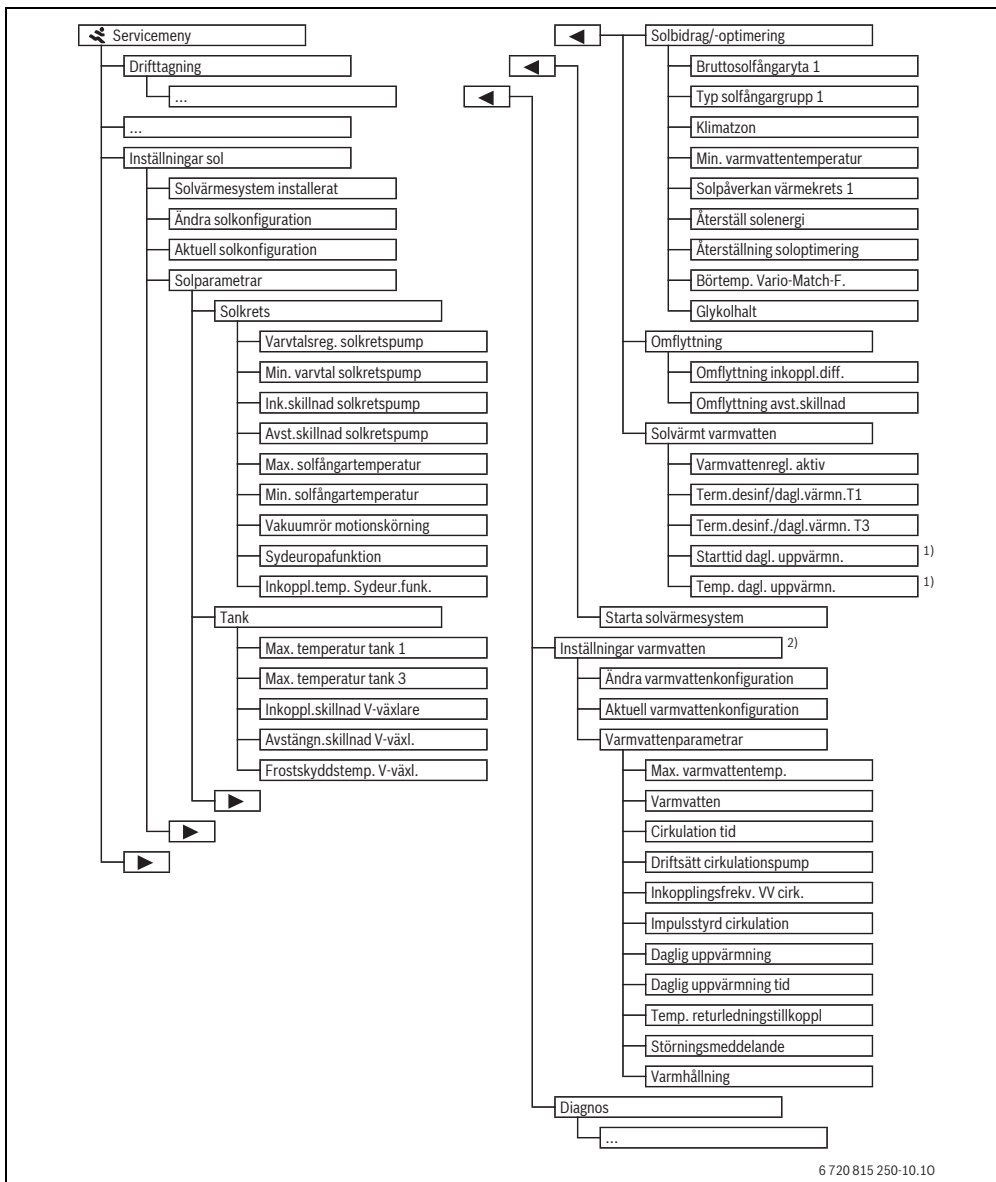 Servicemeny
Drifttagning
...
...
Inställningar sol
Solvärmesystem installerat
Ändra solkonfiguration
Aktuell solkonfiguration
Solparametrar
Solkrets
Varvtalsreg. solkretspump
Min. varvtal solkretspump
Ink.skillnad solkretspump
Avst.skillnad solkretspump
Max. solfångartemperatur
Min. solfångartemperatur
Vakuumrör motionskörning
Sydeuropafunktion
Inkoppl.temp. Sydeur.funk.
Tank
Max. temperatur tank 1
Max. temperatur tank 3
Inkoppl.skillnad V-växlare
Avstängn.skillnad V-växl.
Frostskyddstemp. V-växl.
Solbidrag/-optimering
Bruttosolfångaryta 1
Typ solfångargrupp 1
Klimatzon
Min. varmvattentemperatur
Solpåverkan värmekrets 1
Återställ solenergi
Återställning soloptimering
Börtemp. Vario-Match-F.
Glykolhalt
Omflyttning
Omflyttning inkoppl.diff.
Omflyttning avst.skillnad
Solvärmt varmvatten
Varmvattenregl. aktiv
Term.desinf/dagl.värmn.T1
Term.desinf./dagl.värmn. T3
Starttid dagl. uppvärmn. 1)
Temp. dagl. uppvärmn. 1)
Starta solvärmesystem
Inställningar varmvatten 2)
Ändra varmvattenkonfiguration
Aktuell varmvattenkonfiguration
Varmvattenparametrar
Max. varmvattentemp.
Varmvatten
Cirkulation tid
Driftsätt cirkulationspump
Inkopplingsfrekv. VV cirk.
Impulsstyrd cirkulation
Daglig uppvärmning
Daglig uppvärmning tid
Temp. returledningstillkoppl
Störningsmeddelande
Varmhållning
Diagnos
...
6 720 815 250-10.1O